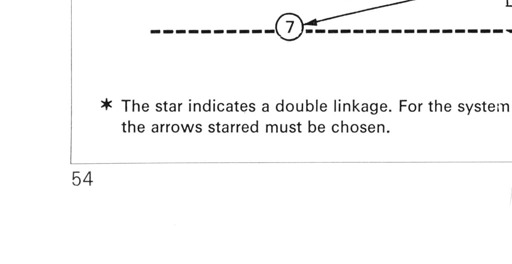 7
* The star indicates a double linkage. For the system
the arrows starred must be chosen.
54